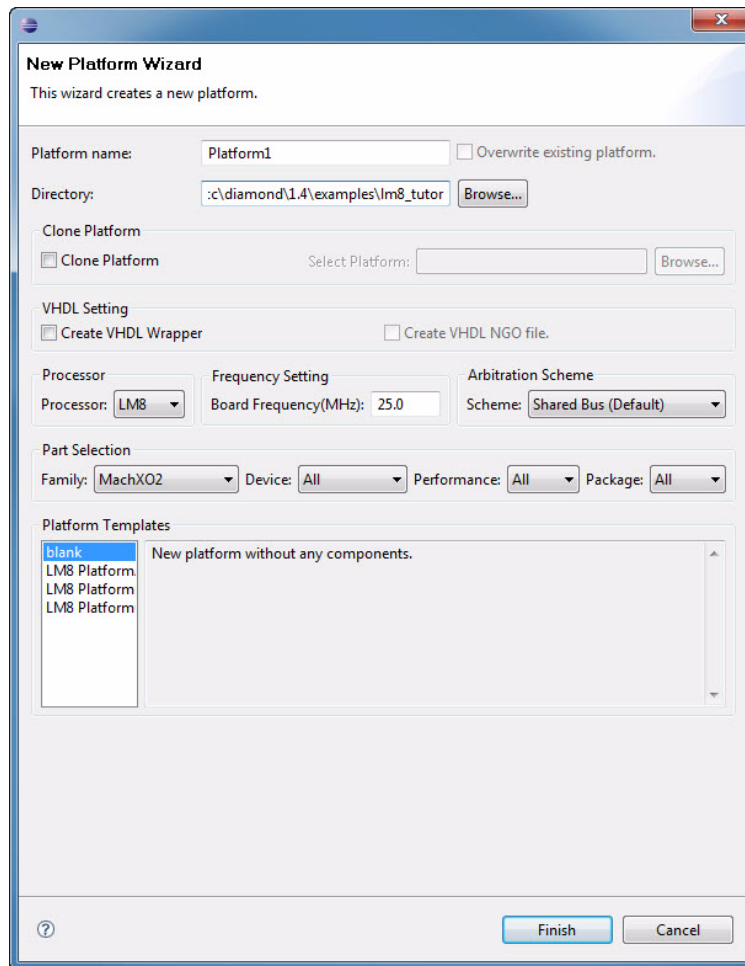 New Platform Wizard
This wizard creates a new platform.
Platform name: Platform1 Overwrite existing platform.
Directory: :c\diamond\1.4\examples\lm8_tutor Browse...
Clone Platform
Clone Platform Select Platform: Browse...
VHDL Setting
Create VHDL Wrapper Create VHDL NGO file.
Processor Frequency Setting Arbitration Scheme
Processor: LM8 Board Frequency(MHz): 25.0 Scheme: Shared Bus (Default)
Part Selection
Family: MachXO2 Device: All Performance: All Package: All
Platform Templates
blank New platform without any components.
LM8 Platform
LM8 Platform
LM8 Platform
Finish Cancel